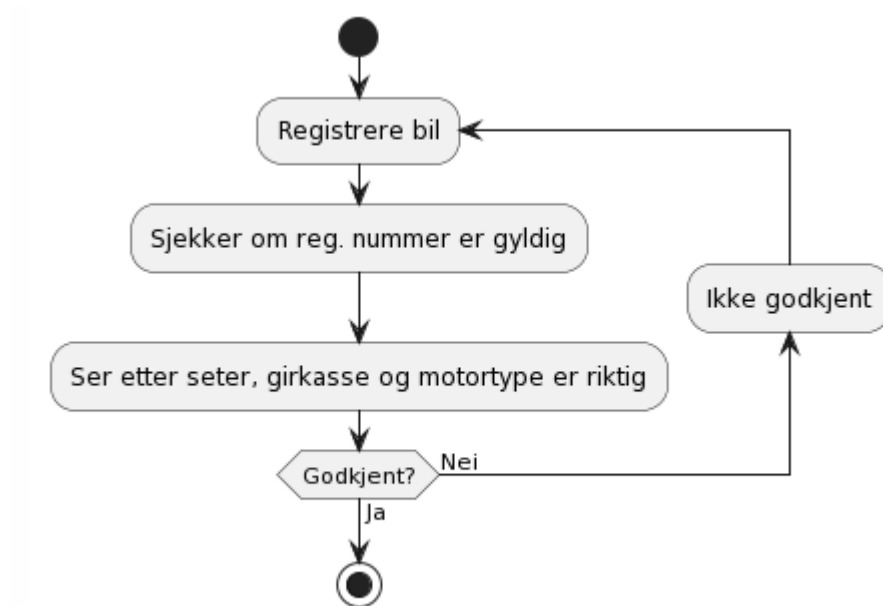 Registrere bil
Sjekker om reg. nummer er gyldig
Ikke godkjent
Ser etter seter, girkasse og motortype er riktig
Godkjent?
Nei
Ja